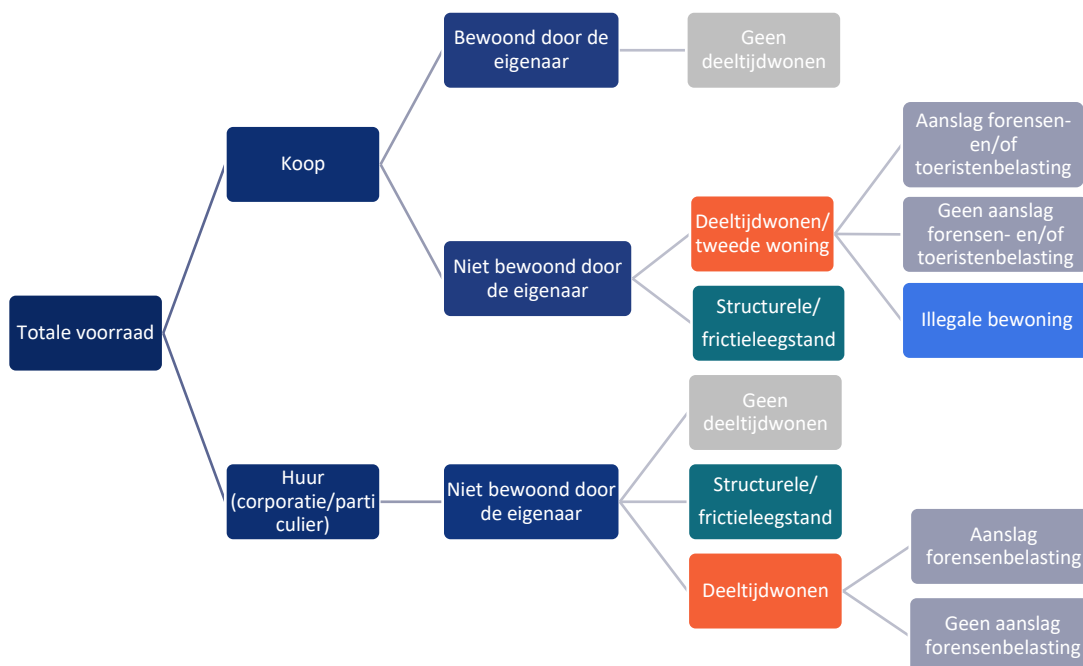 Totale voorraad
Koop
Bewoond door de
eigenaar
Geen
deeltijdwonen
Niet bewoond door
de eigenaar
Deeltijdwonen/
tweede woning
Aanslag forensen-
en/of
toeristenbelasting
Geen aanslag
forensen- en/of
toeristenbelasting
Illegale bewoning
Structurele/
frictieleegstand
Huur
(corporatie/parti
culier)
Niet bewoond door
de eigenaar
Geen
deeltijdwonen
Structurele/
frictieleegstand
Deeltijdwonen
Aanslag
forensenbelasting
Geen aanslag
forensenbelasting